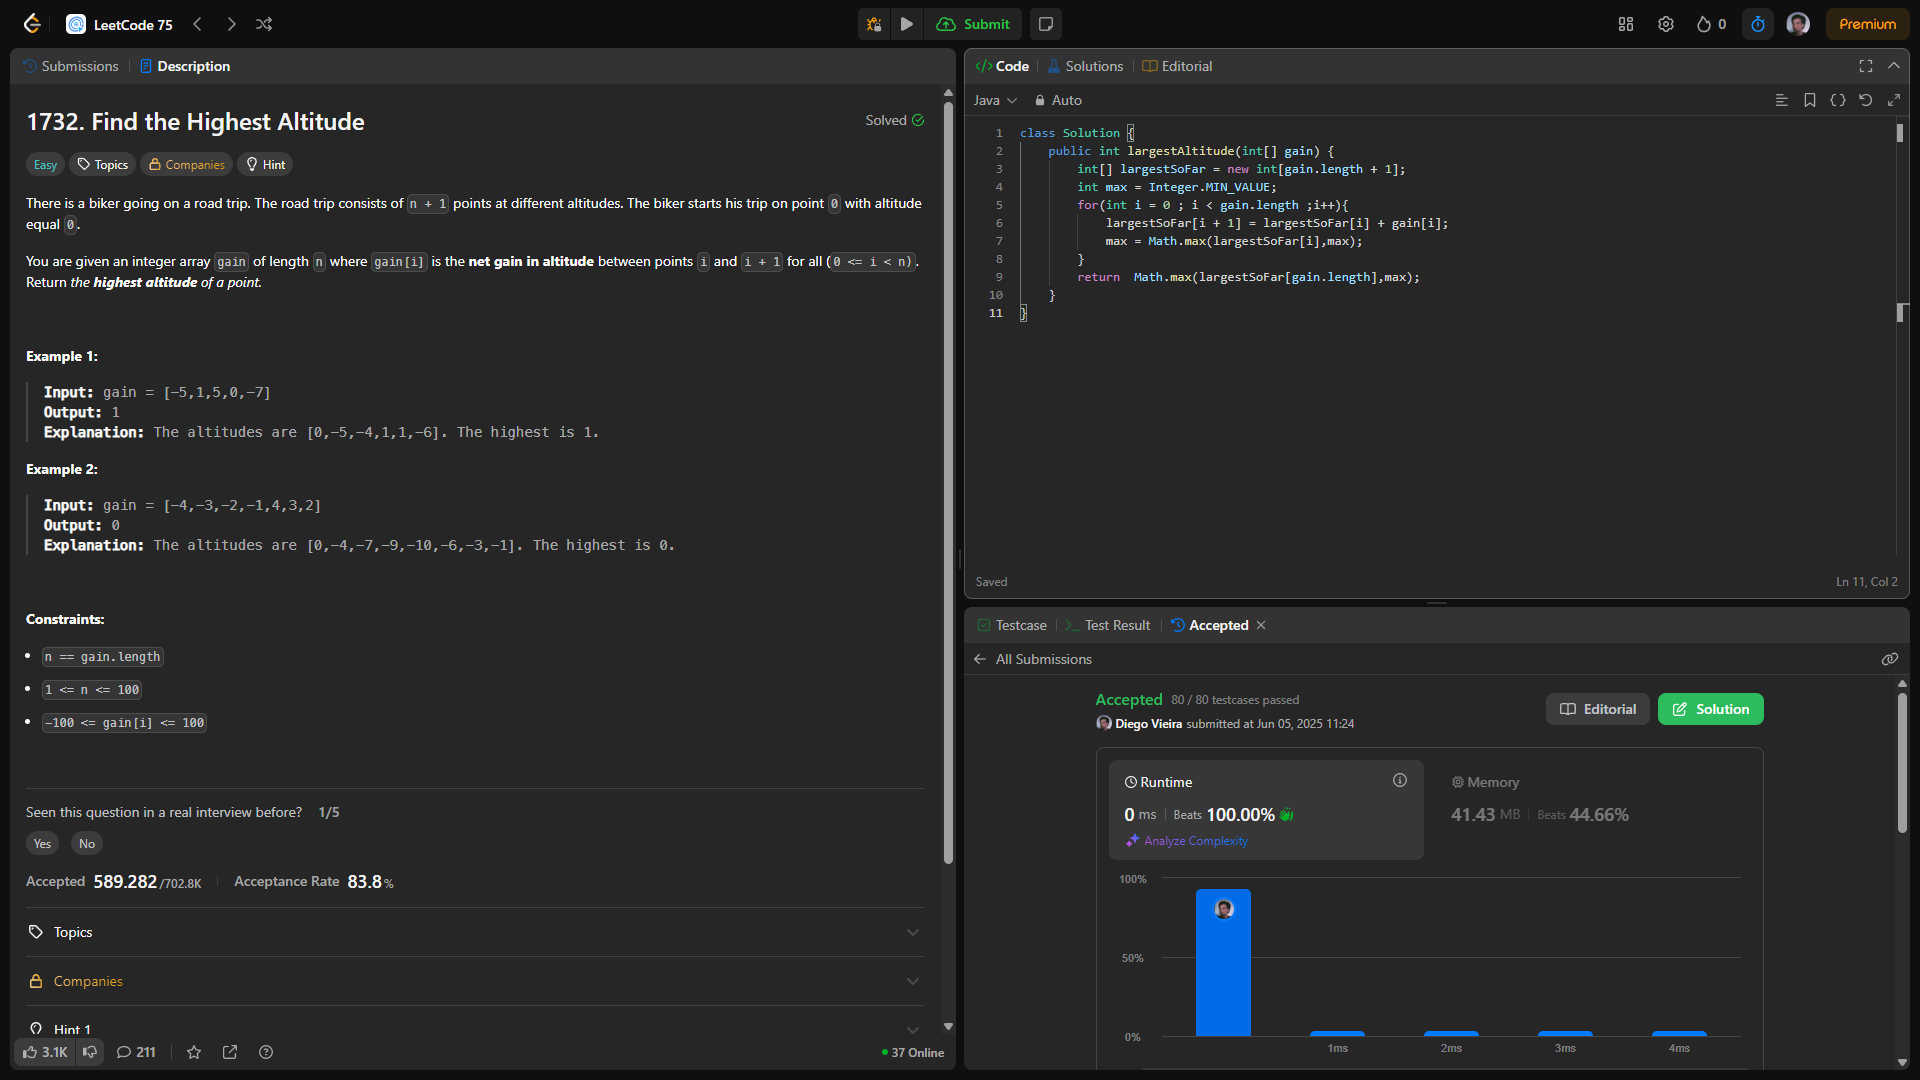 LeetCode 75
Submit
0
Premium
Submissions
Description
1732. Find the Highest Altitude
Solved
Easy
Topics
Companies
Hint
There is a biker going on a road trip. The road trip consists of n + 1 points at different altitudes. The biker starts his trip on point 0 with altitude
equal 0.
You are given an integer array gain of length n where gain[i] is the net gain in altitude between points i and i + 1 for all (0 <= i < n).
Return the highest altitude of a point.
Example 1:
Input: gain = [-5,1,5,0,-7]
Output: 1
Explanation: The altitudes are [0,-5,-4,1,1,-6]. The highest is 1.
Example 2:
Input: gain = [-4,-3,-2,-1,4,3,2]
Output: 0
Explanation: The altitudes are [0,-4,-7,-9,-10,-6,-3,-1]. The highest is 0.
Constraints:
n == gain.length
1 <= n <= 100
-100 <= gain[i] <= 100
Seen this question in a real interview before? 1/5
Yes
No
Accepted 589.282/702.8K
Acceptance Rate 83.8%
Topics
Companies
Hint 1
3.1K
211
37 Online
</> Code
Solutions
Editorial
Java
Auto
1 class Solution {
2 public int largestAltitude(int[] gain) {
3 int[] largestSoFar = new int[gain.length + 1];
4 int max = Integer.MIN_VALUE;
5 for(int i = 0 ; i < gain.length ;i++){
6 largestSoFar[i + 1] = largestSoFar[i] + gain[i];
7 max = Math.max(largestSoFar[i],max);
8 }
9 return  Math.max(largestSoFar[gain.length],max);
10 }
11 }
Saved
Ln 11, Col 2
Testcase
>_ Test Result
Accepted
All Submissions
Accepted 80 / 80 testcases passed
Diego Vieira submitted at Jun 05, 2025 11:24
Editorial
Solution
Runtime
0 ms
Beats 100.00%
Analyze Complexity
Memory
41.43 MB
Beats 44.66%
100%
50%
0%
1ms
2ms
3ms
4ms